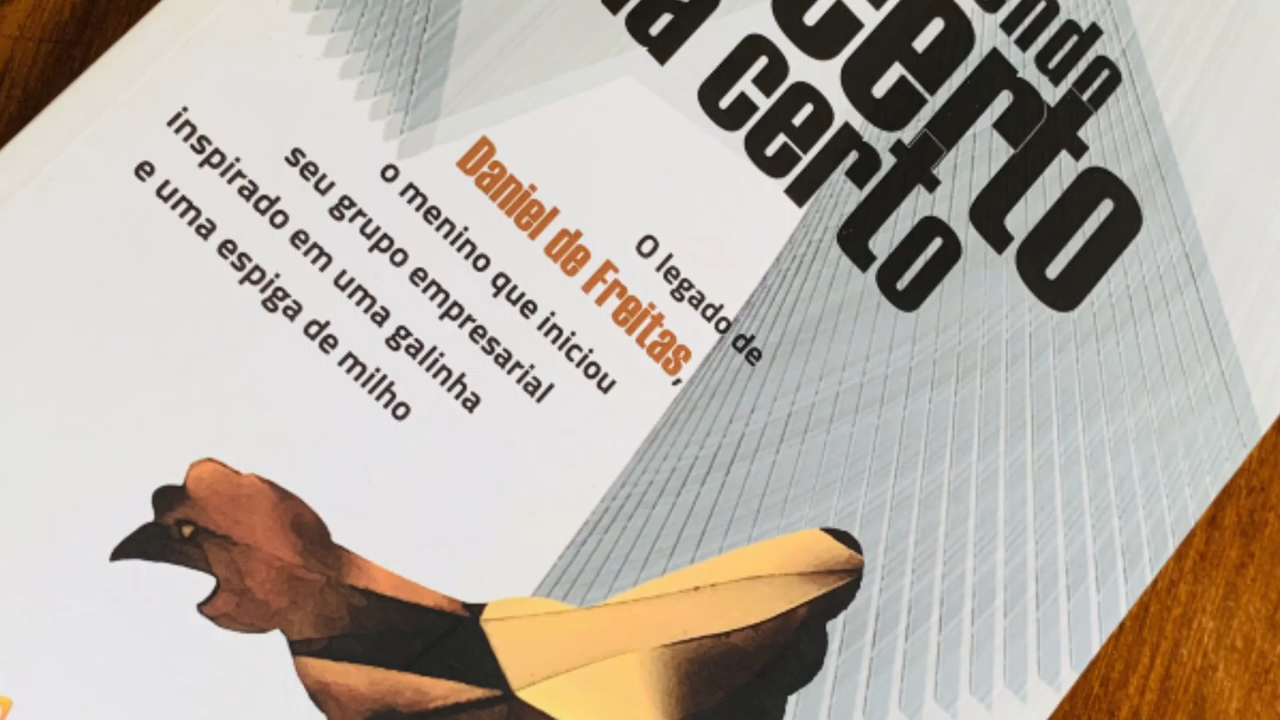 certo
da certo
O legado de
Daniel de Freitas,
o menino que iniciou
seu grupo empresarial
inspirado em uma galinha
e uma espiga de milho